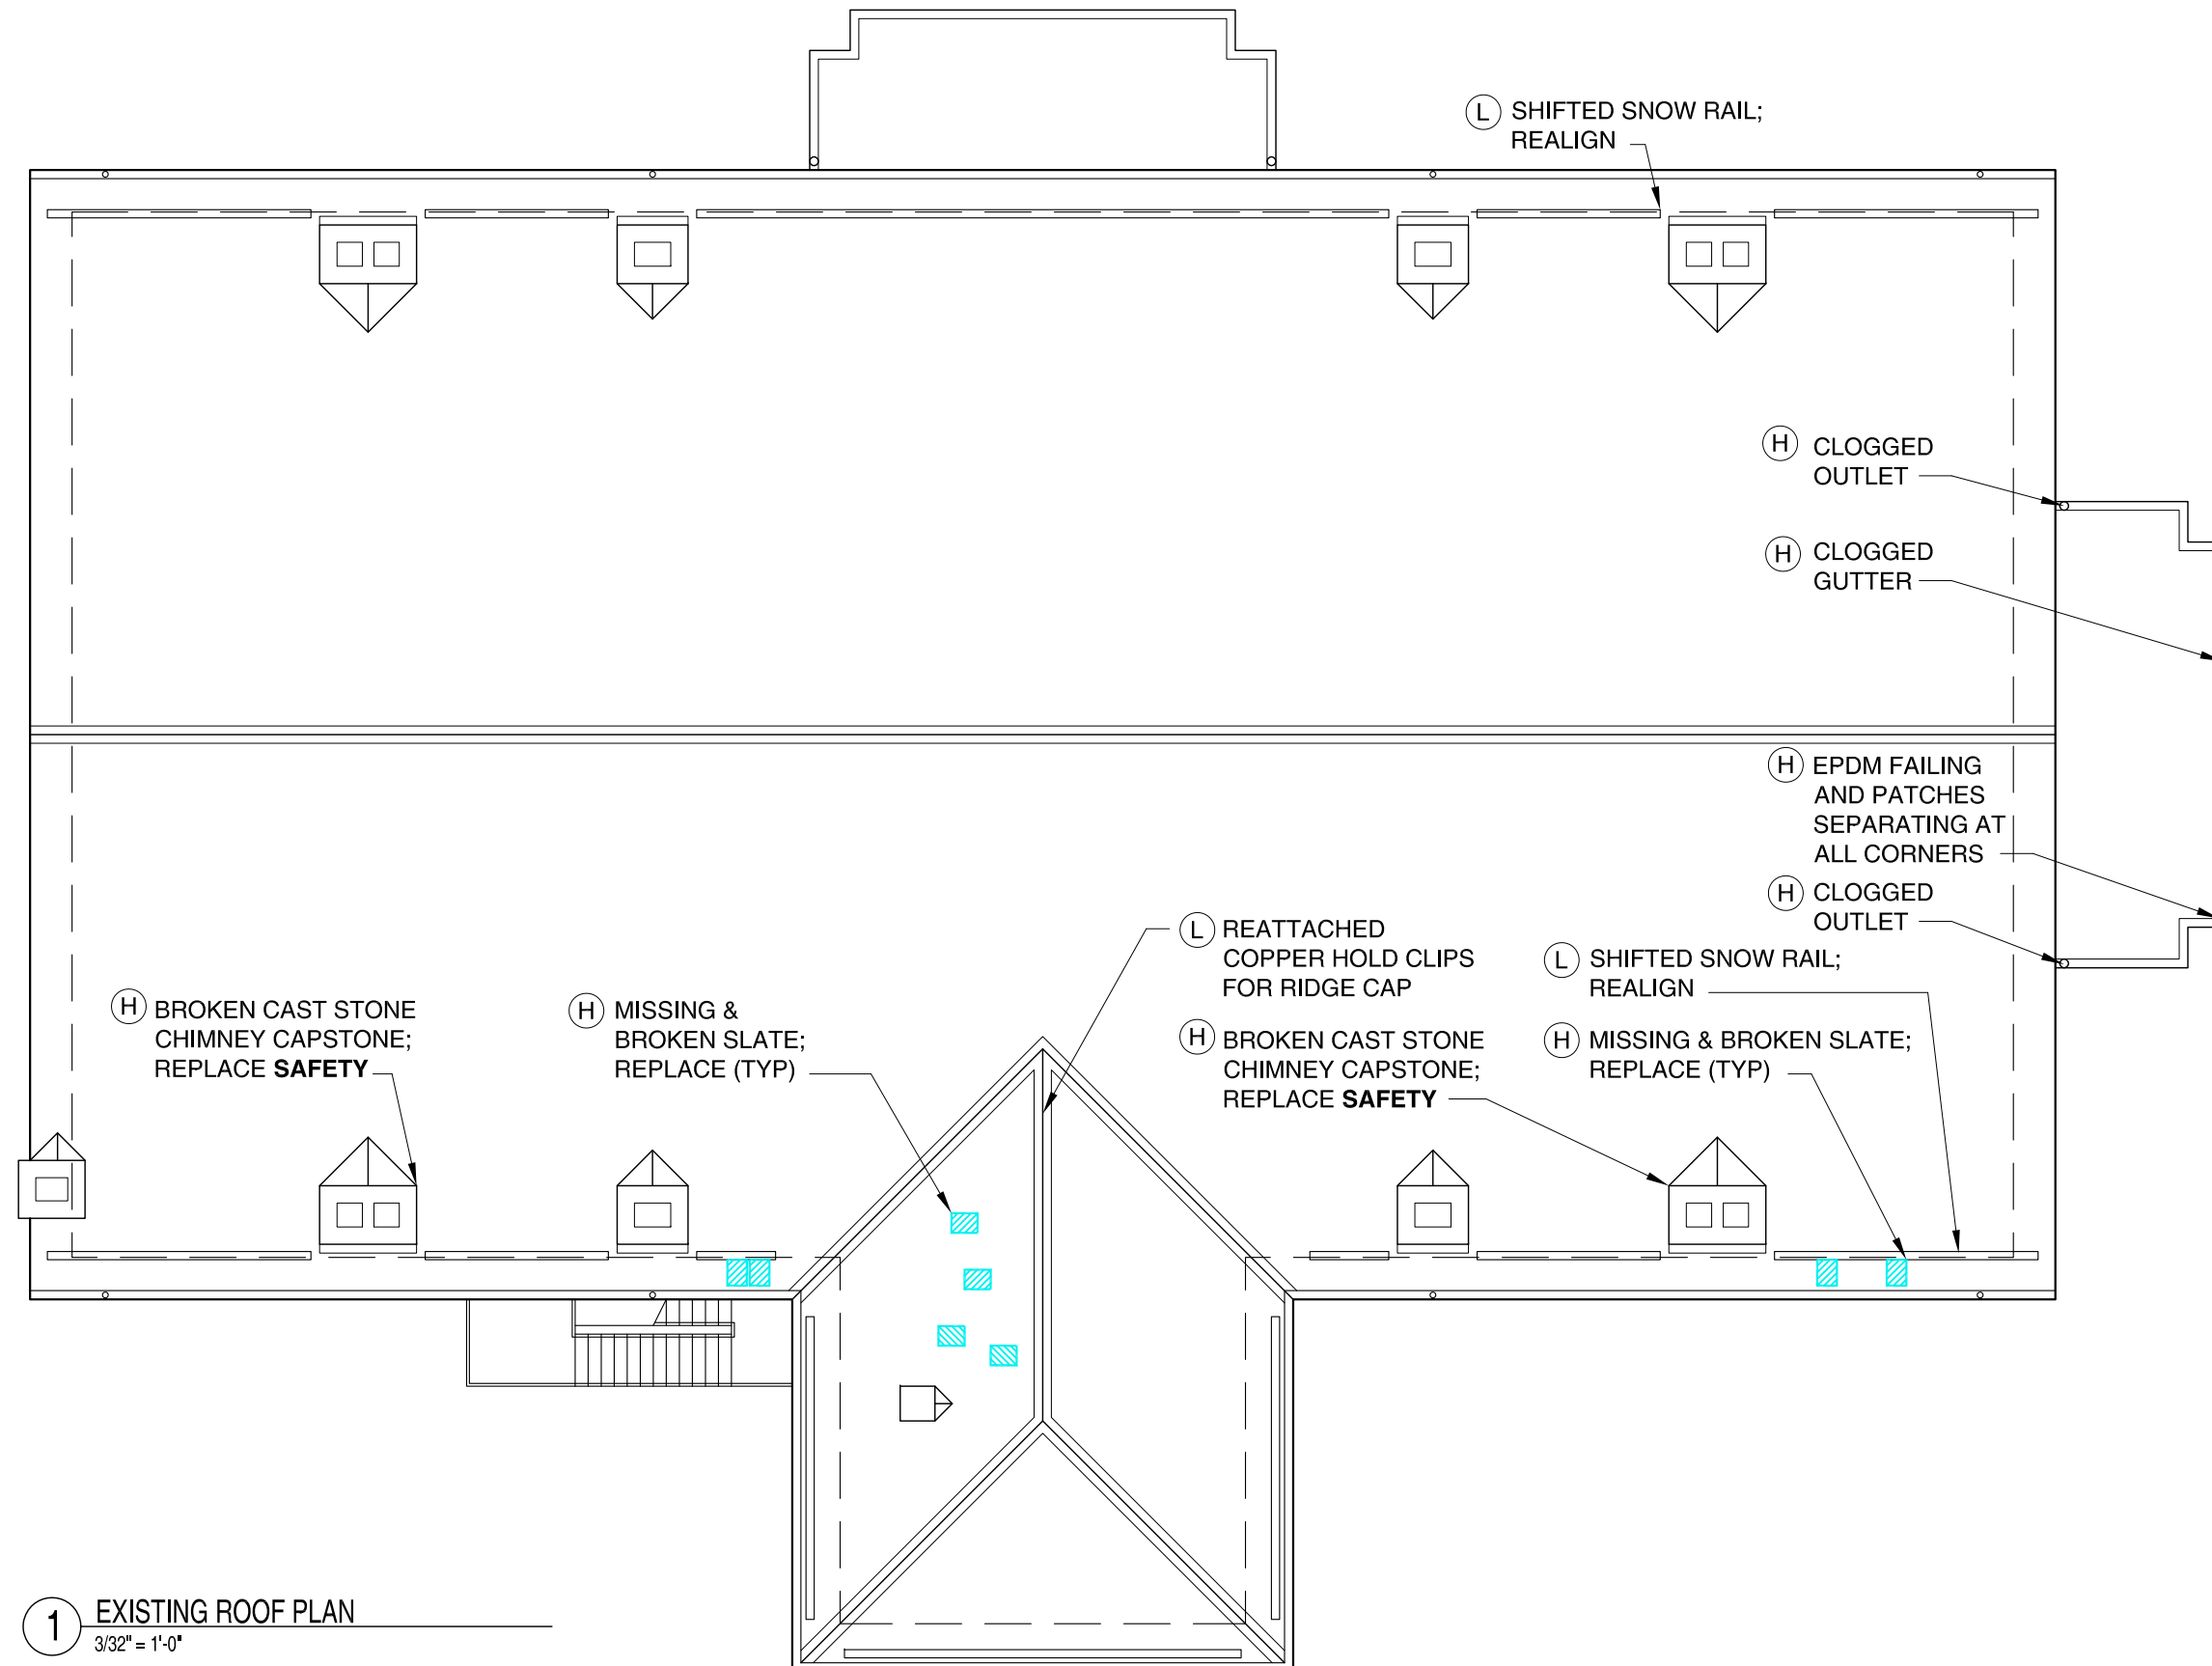 L SHIFTED SNOW RAIL;
REALIGN
H CLOGGED
OUTLET
H CLOGGED
GUTTER
H EPDM FAILING
AND PATCHES
SEPARATING AT
ALL CORNERS
H CLOGGED
OUTLET
L REATTACHED
COPPER HOLD CLIPS
FOR RIDGE CAP
L SHIFTED SNOW RAIL;
REALIGN
H BROKEN CAST STONE
CHIMNEY CAPSTONE;
REPLACE SAFETY
H MISSING &
BROKEN SLATE;
REPLACE (TYP)
H BROKEN CAST STONE
CHIMNEY CAPSTONE;
REPLACE SAFETY
H MISSING & BROKEN SLATE;
REPLACE (TYP)
1 EXISTING ROOF PLAN
3/32" = 1'-0"